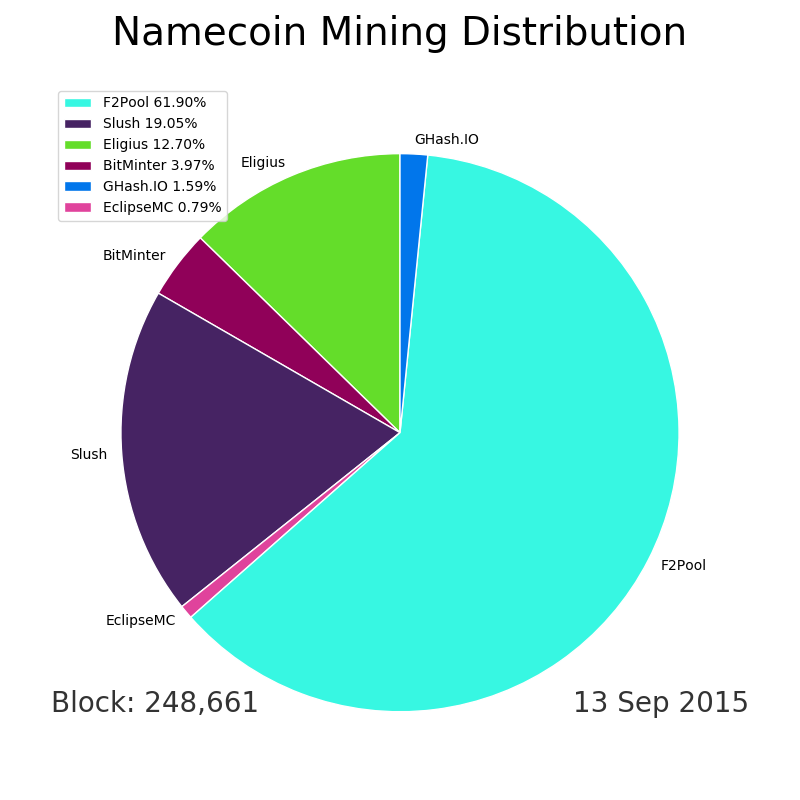 Namecoin Mining Distribution
F2Pool 61.90%
Slush 19.05%
Eligius 12.70%
BitMinter 3.97%
GHash.IO 1.59%
EclipseMC 0.79%
GHash.IO
Eligius
BitMinter
Slush
F2Pool
EclipseMC
Block: 248,661
13 Sep 2015